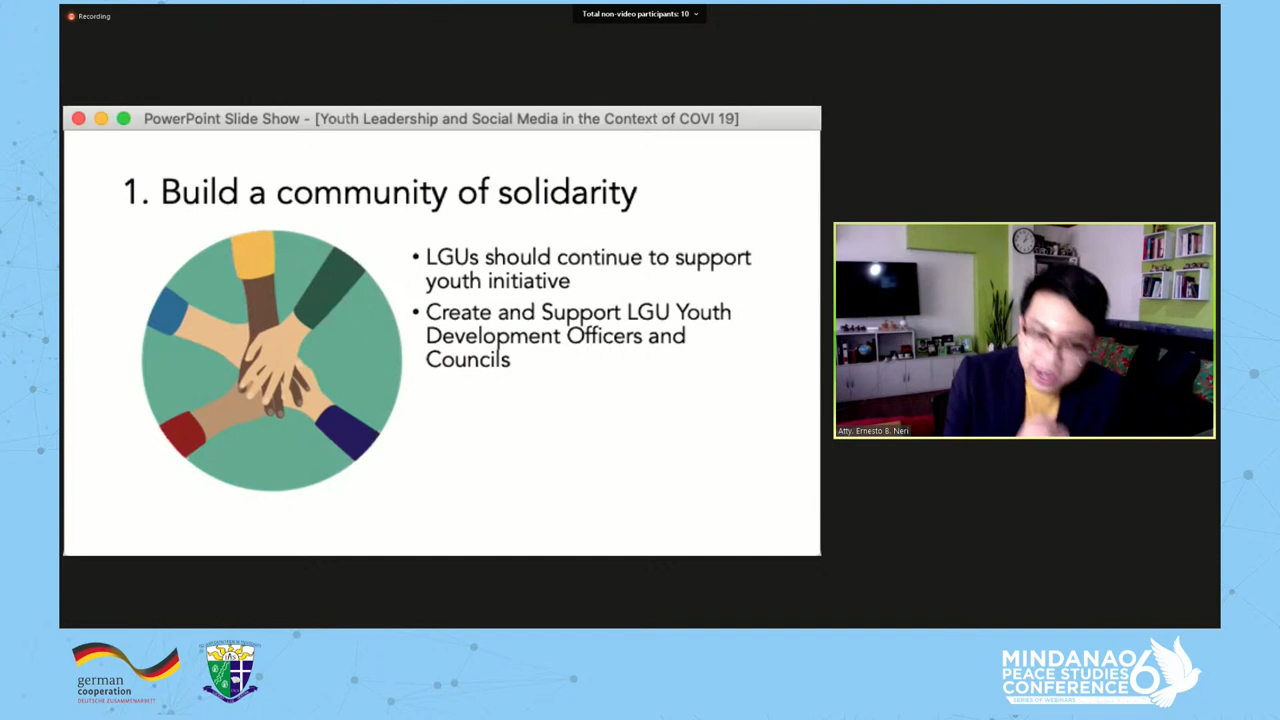 Recording
Total non-video participants: 10
PowerPoint Slide Show - [Youth Leadership and Social Media in the Context of COVI 19]
1. Build a community of solidarity
• LGUs should continue to support
youth initiative
• Create and Support LGU Youth
Development Officers and
Councils
Atty. Ernesto B. Neri
german
cooperation
DEUTSCHE ZUSAMMENARBEIT
MINDANAO
PEACE STUDIES
CONFERENCE
6
SERIES OF WEBINARS